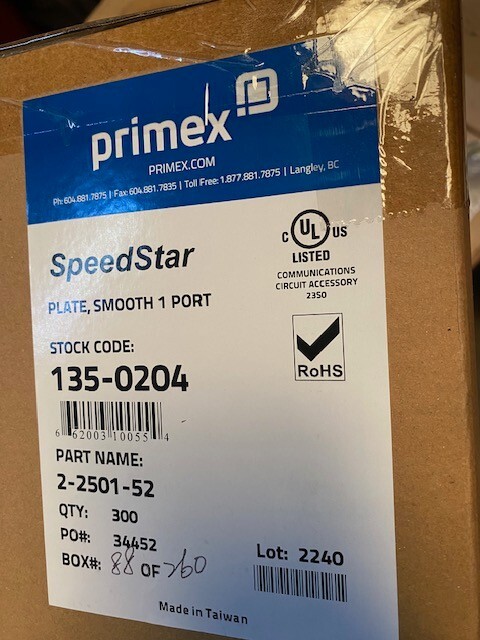 primex
PRIMEX.COM
Ph: 604.881.7875 | Fax: 604.881.7835 | Toll Free: 1.877.881.7875 | Langley, BC
SpeedStar
C UL US
LISTED
COMMUNICATIONS
CIRCUIT ACCESSORY
2350
PLATE, SMOOTH 1 PORT
RoHS
STOCK CODE:
135-0204
6 62003 10055 4
PART NAME:
2-2501-52
QTY: 300
PO#: 34452
BOX#: 88 OF 260
Lot: 2240
Made in Taiwan